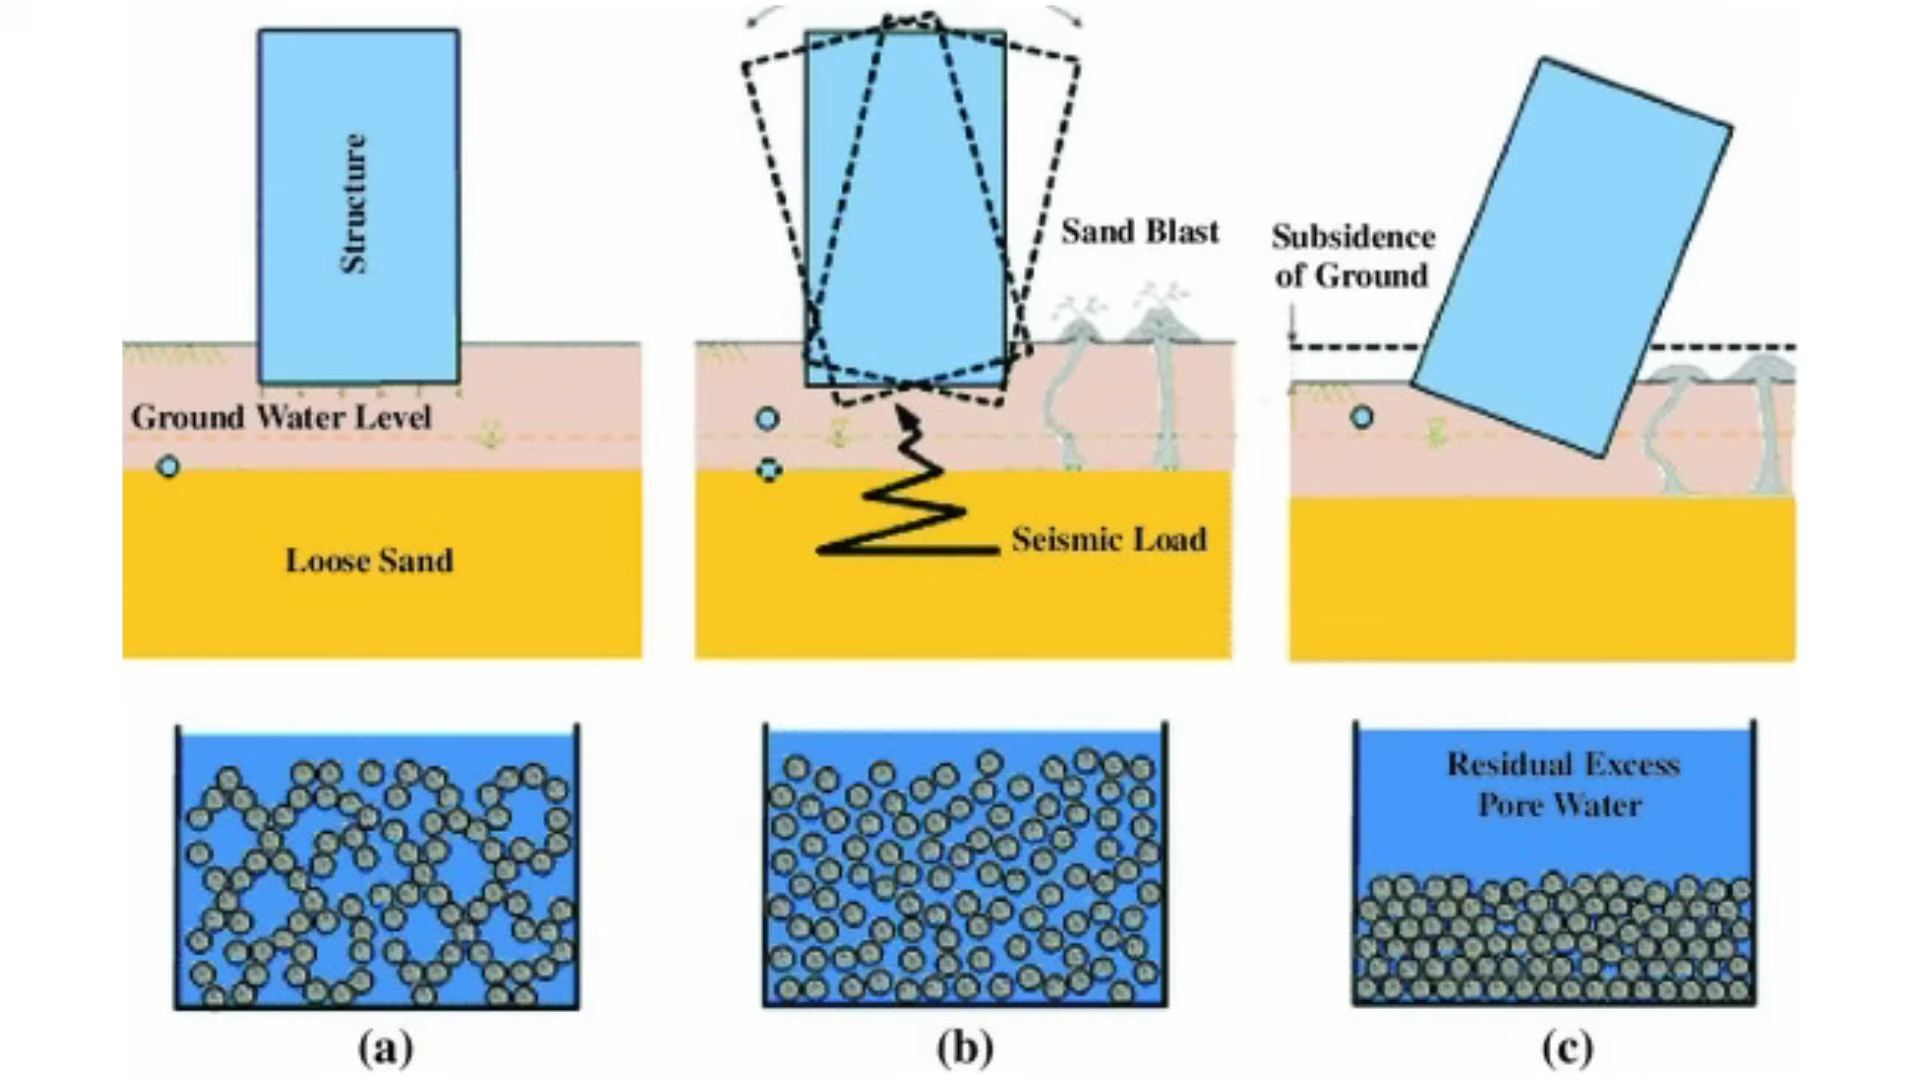 Structure
Ground Water Level
Loose Sand
Sand Blast
Seismic Load
Subsidence
of Ground
Residual Excess
Pore Water
(a)
(b)
(c)